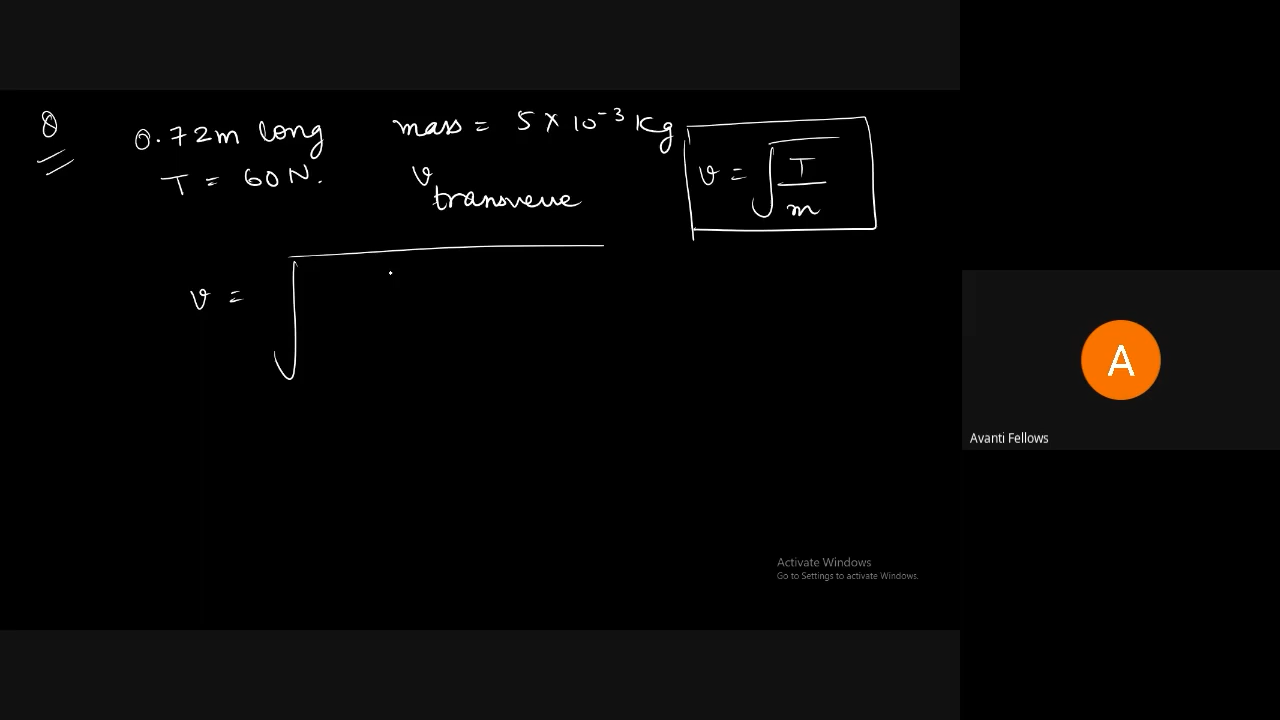 Q 0.72m long mass = 5 × 10⁻³ Kg
T = 60N. v transverse v = √(T/m)
v = √
A
Avanti Fellows
Activate Windows
Go to Settings to activate Windows.